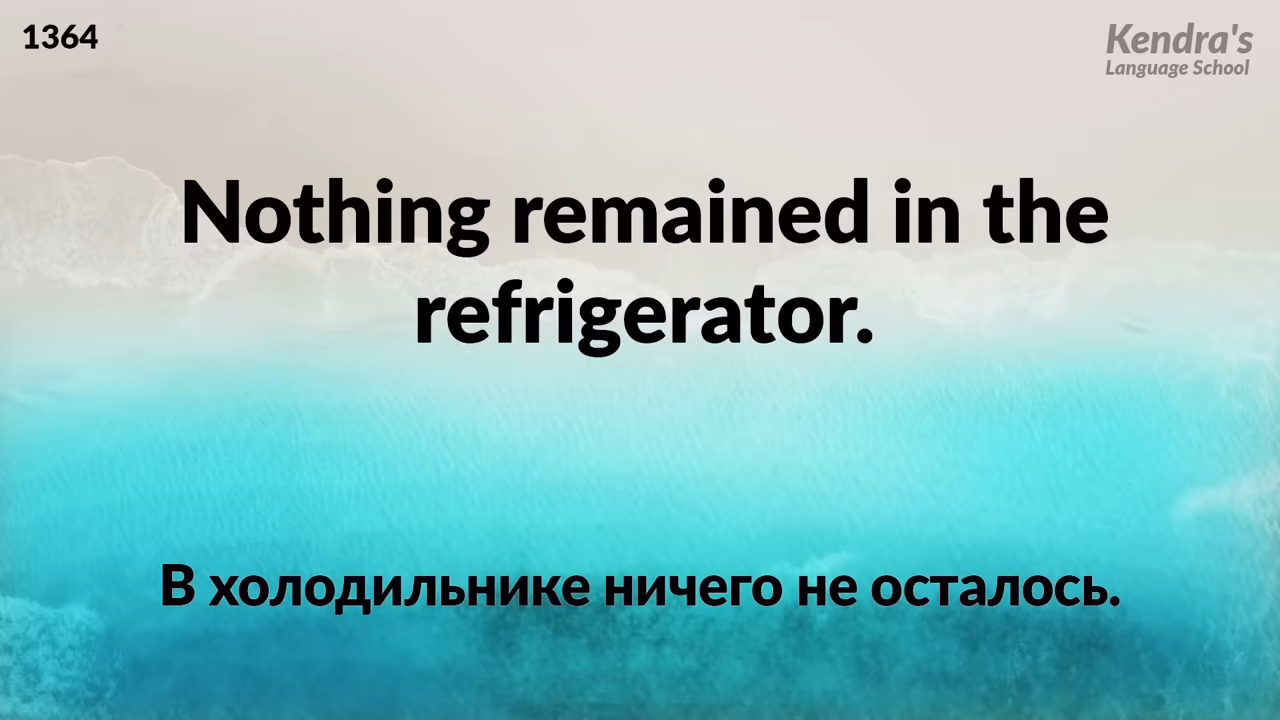 1364
Kendra's
Language School
Nothing remained in the
refrigerator.
В холодильнике ничего не осталось.